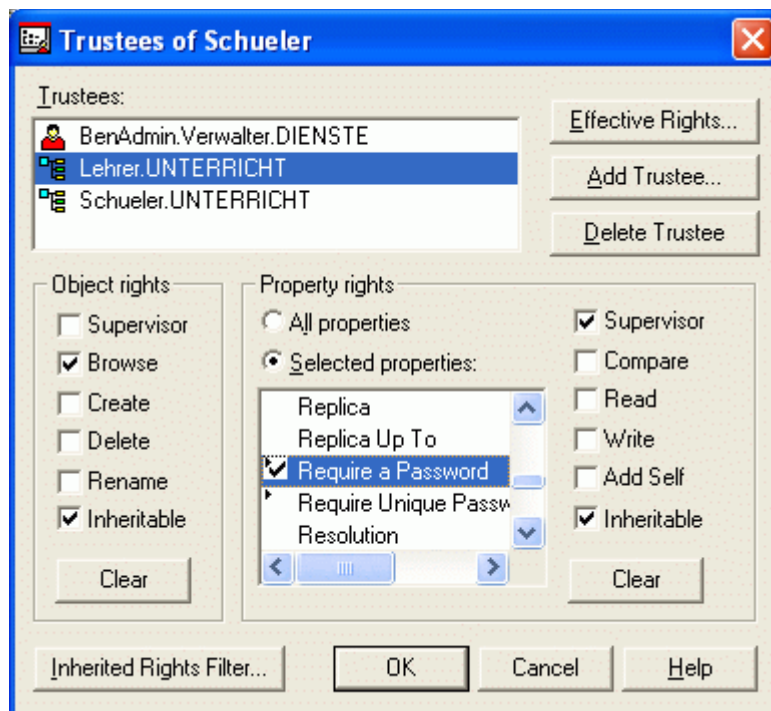 Trustees of Schueler
Trustees:
BenAdmin.Verwalter.DIENSTE
Lehrer.UNTERRICHT
Schueler.UNTERRICHT
Effective Rights...
Add Trustee...
Delete Trustee
Object rights
Supervisor
Browse
Create
Delete
Rename
Inheritable
Clear
Property rights
All properties
Selected properties:
Replica
Replica Up To
Require a Password
Require Unique Passw
Resolution
Supervisor
Compare
Read
Write
Add Self
Inheritable
Clear
Inherited Rights Filter...
OK
Cancel
Help